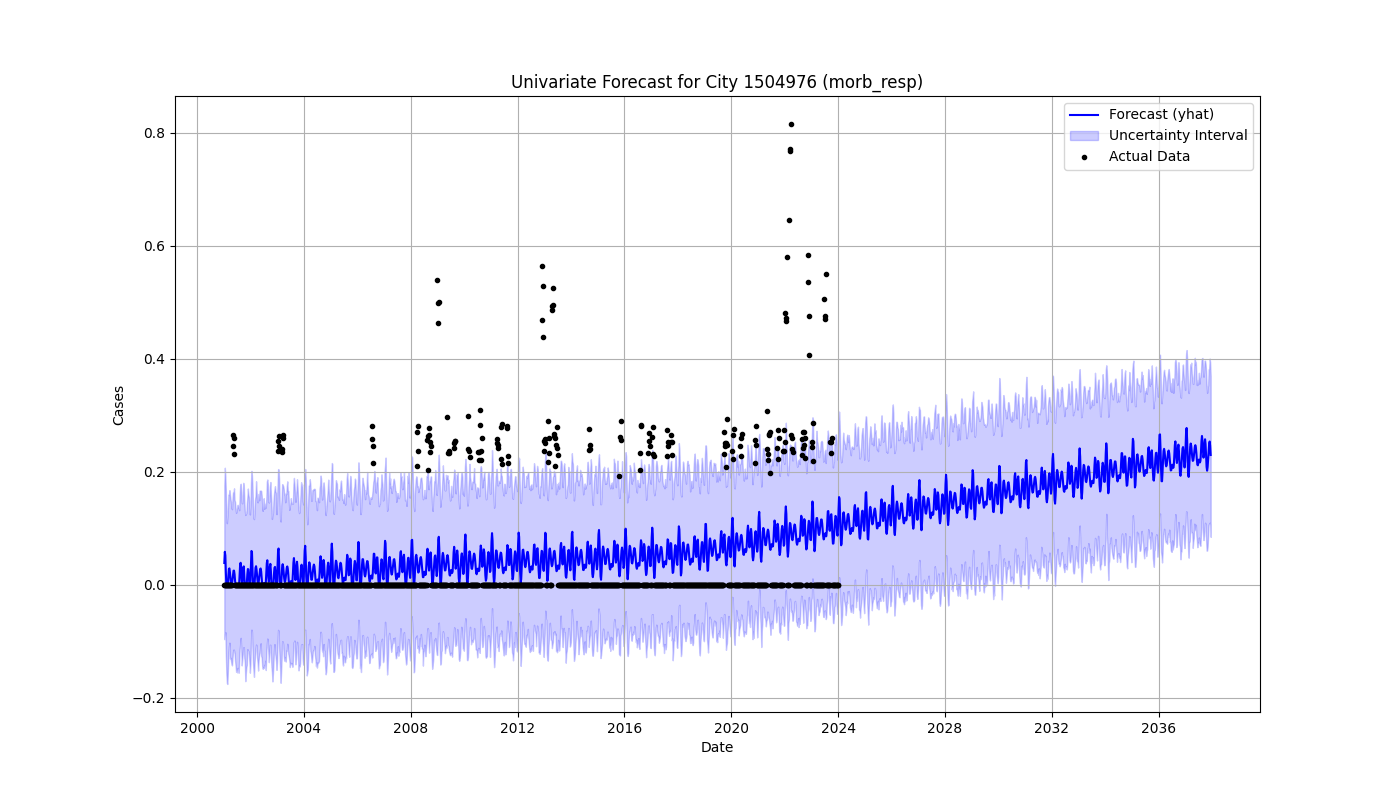 Univariate Forecast for City 1504976 (morb_resp)
Forecast (yhat)
Uncertainty Interval
Actual Data
Cases
0.8
0.6
0.4
0.2
0.0
−0.2
2000 2004 2008 2012 2016 2020 2024 2028 2032 2036
Date